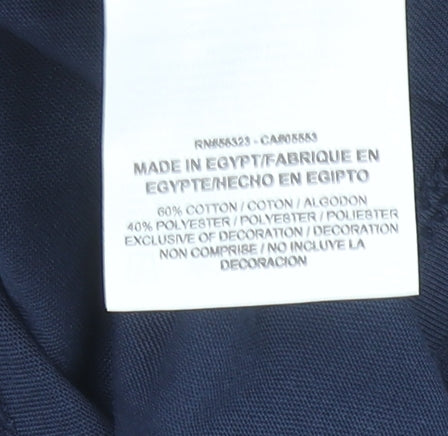 MADE IN EGYPT/FABRIQUE EN
EGYPTE/HECHO EN EGIPTO
60% COTTON / COTON / ALGODON
40% POLYESTER / POLYESTER / POLIESTER
EXCLUSIVE OF DECORATION / DECORATION
NON COMPRISE / NO INCLUYE LA
DECORACION